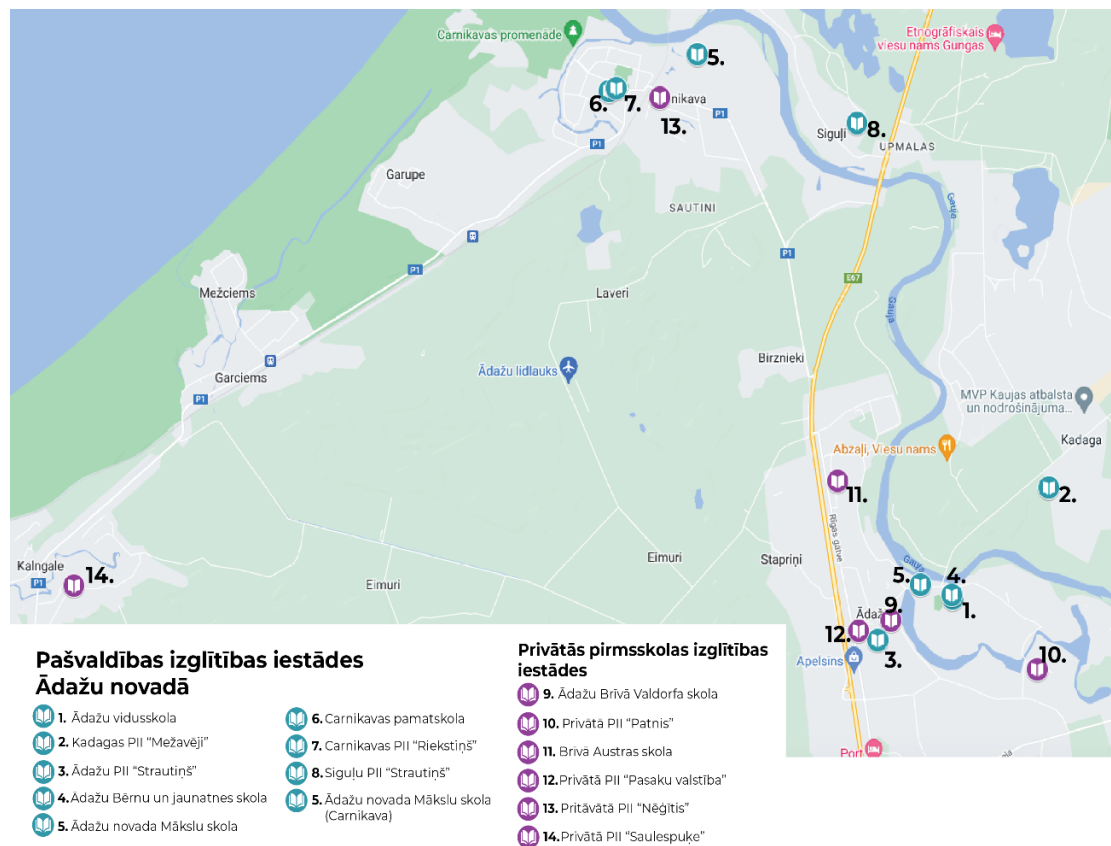 Carnikavas promenāde
Etnogrāfiskais
viesu nams Gungas
5.
6.
7.
nikava
13.
P1
Siguļi
8.
UPMALAS
P1
Garupe
Gauja
SAUTINI
P1
P1
E67
Mežciems
Laveri
Gauja
Birznieki
Ādažu lidlauks
Garciems
P1
MVP Kaujas atbalsta
un nodrošinājuma...
Kadaga
Abzaļi, Viesu nams
11.
2.
Rīgas gatve
Kalngale
P1
14.
Eimuri
Eimuri
Stapriņi
Gauja
5.
4.
1.
9.
Ādaž
12.
3.
Apelsins
10.
Port
Pašvaldības izglītības iestādes
Ādažu novadā
1. Ādažu vidusskola
2. Kadagas PII “Mežavēji”
3. Ādažu PII “Strautiņš”
4. Ādažu Bērnu un jaunatnes skola
5. Ādažu novada Mākslu skola
6. Carnikavas pamatskola
7. Carnikavas PII “Riekstiņš”
8. Siguļu PII “Strautiņš”
5. Ādažu novada Mākslu skola
(Carnikava)
Privātās pirmsskolas izglītības
iestādes
9. Ādažu Brīvā Valdorfa skola
10. Privātā PII “Patnis”
11. Brīvā Austras skola
12. Privātā PII “Pasaku valstība”
13. Pritāvātā PII “Nēģītis”
14. Privātā PII “Saulespuķe”